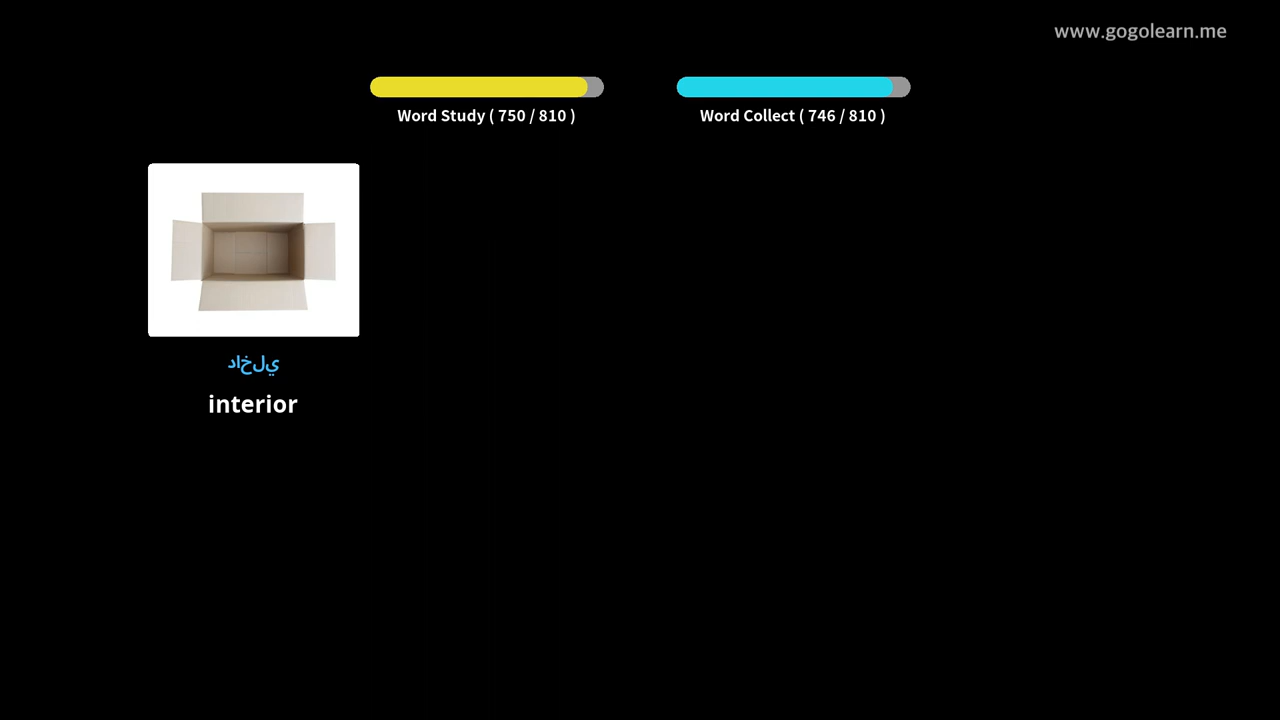 www.gogolearn.me
Word Study ( 750 / 810 )
Word Collect ( 746 / 810 )
داخلي
interior